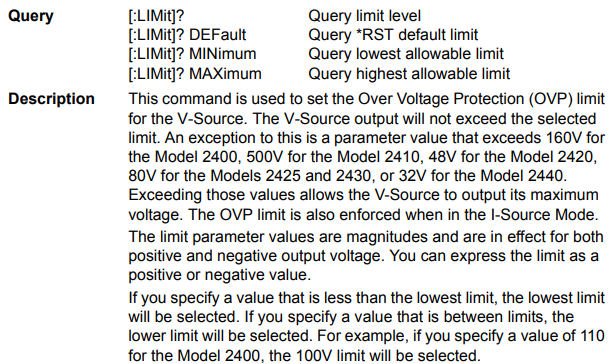 Query [:LIMit]? Query limit level
[:LIMit]? DEFault Query *RST default limit
[:LIMit]? MINimum Query lowest allowable limit
[:LIMit]? MAXimum Query highest allowable limit
Description This command is used to set the Over Voltage Protection (OVP) limit
for the V-Source. The V-Source output will not exceed the selected
limit. An exception to this is a parameter value that exceeds 160V for
the Model 2400, 500V for the Model 2410, 48V for the Model 2420,
80V for the Models 2425 and 2430, or 32V for the Model 2440.
Exceeding those values allows the V-Source to output its maximum
voltage. The OVP limit is also enforced when in the I-Source Mode.
The limit parameter values are magnitudes and are in effect for both
positive and negative output voltage. You can express the limit as a
positive or negative value.
If you specify a value that is less than the lowest limit, the lowest limit
will be selected. If you specify a value that is between limits, the
lower limit will be selected. For example, if you specify a value of 110
for the Model 2400, the 100V limit will be selected.